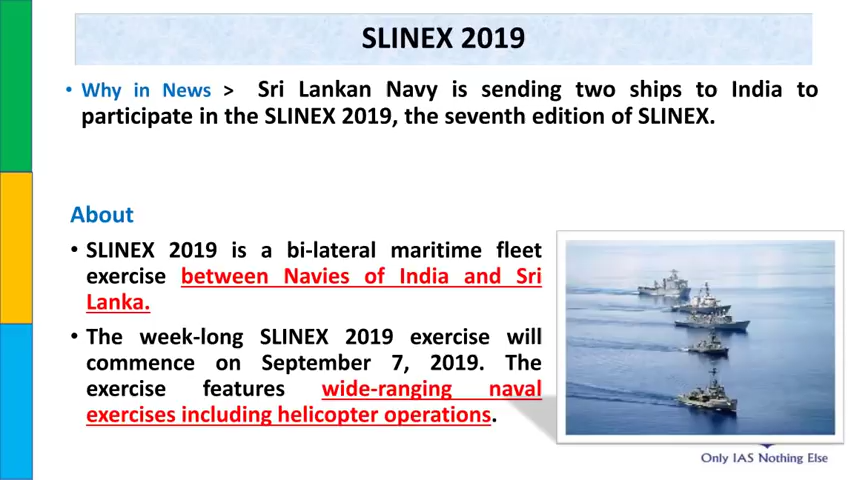 SLINEX 2019
• Why in News > Sri Lankan Navy is sending two ships to India to
participate in the SLINEX 2019, the seventh edition of SLINEX.
About
• SLINEX 2019 is a bi-lateral maritime fleet
exercise between Navies of India and Sri
Lanka.
• The week-long SLINEX 2019 exercise will
commence on September 7, 2019. The
exercise features wide-ranging naval
exercises including helicopter operations.
Only IAS Nothing Else